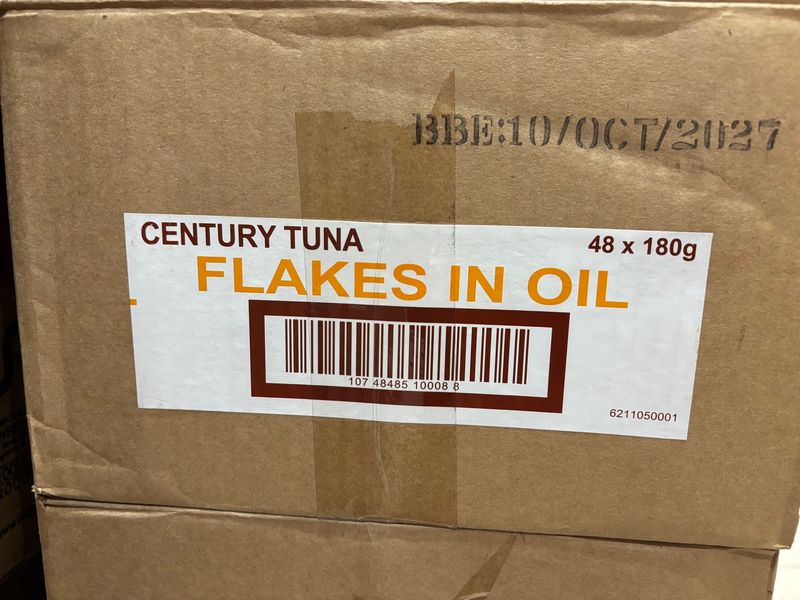 BBE:10/OCT/2027
CENTURY TUNA
48 x 180g
FLAKES IN OIL
107 48485 10008 8
6211050001